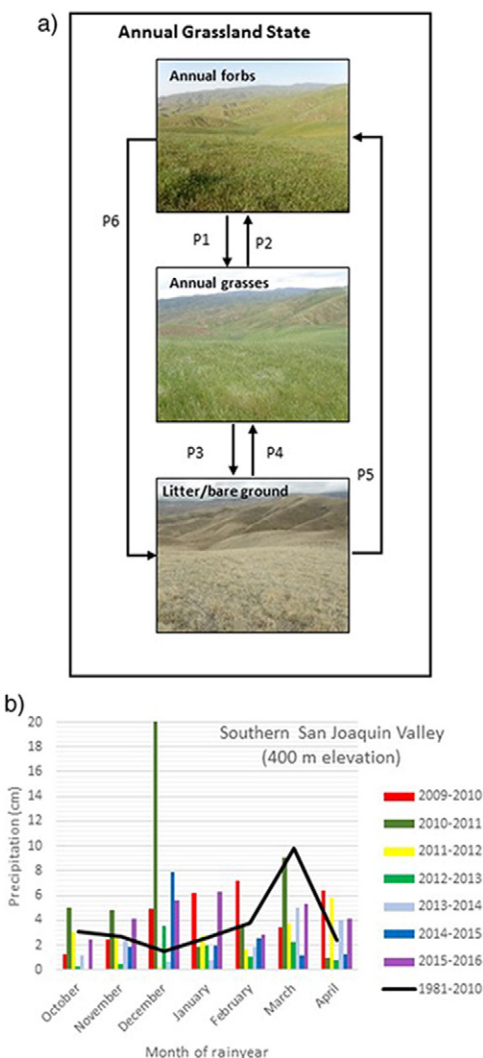 a)
Annual Grassland State
Annual forbs
P6
P1
P2
Annual grasses
P3
P4
P5
Litter/bare ground
b)
Southern San Joaquin Valley
(400 m elevation)
Precipitation (cm)
20
18
16
14
12
10
8
6
4
2
0
October
November
December
January
February
March
April
Month of rainyear
2009-2010
2010-2011
2011-2012
2012-2013
2013-2014
2014-2015
2015-2016
1981-2010